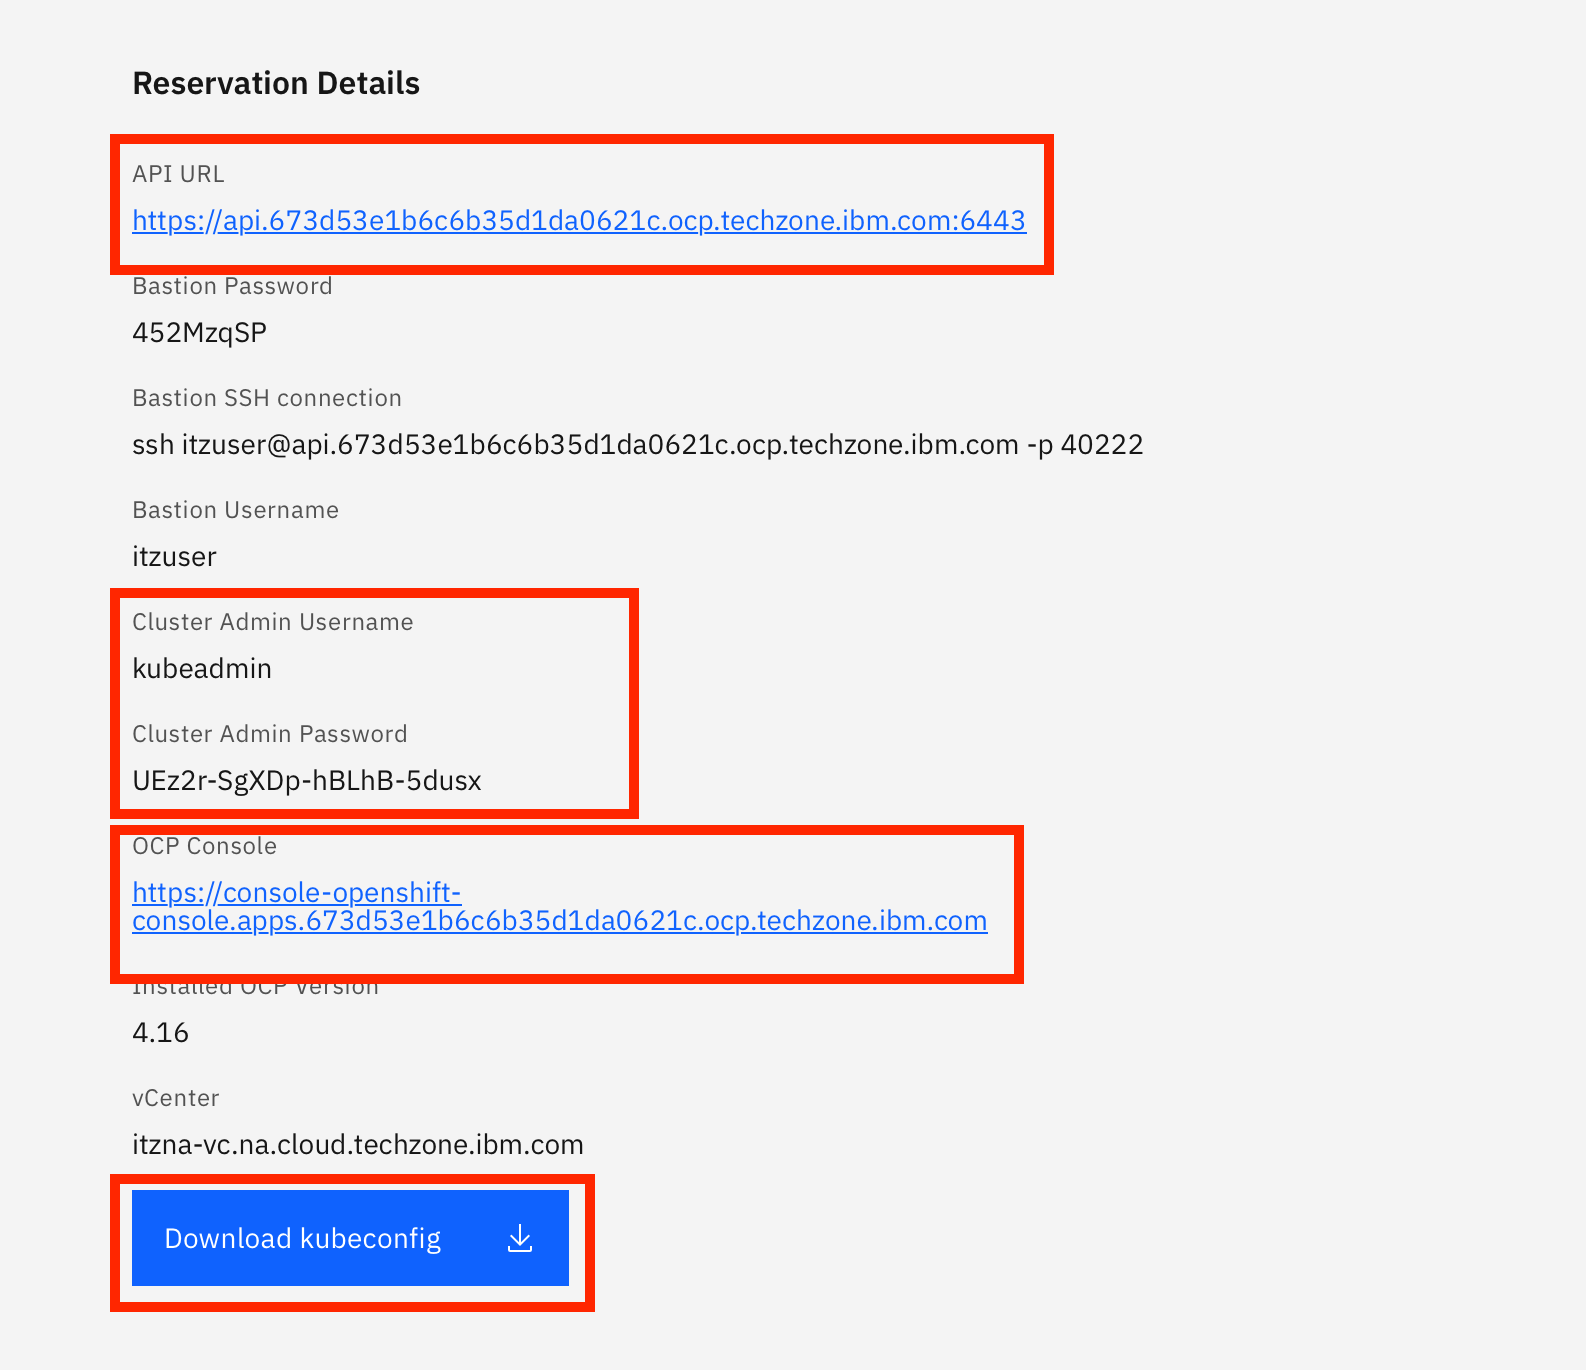 Reservation Details
API URL
https://api.673d53e1b6c6b35d1da0621c.ocp.techzone.ibm.com:6443
Bastion Password
452MzqSP
Bastion SSH connection
ssh itzuser@api.673d53e1b6c6b35d1da0621c.ocp.techzone.ibm.com -p 40222
Bastion Username
itzuser
Cluster Admin Username
kubeadmin
Cluster Admin Password
UEz2r-SgXDp-hBLhB-5dusx
OCP Console
https://console-openshift-
console.apps.673d53e1b6c6b35d1da0621c.ocp.techzone.ibm.com
Installed OCP Version
4.16
vCenter
itzna-vc.na.cloud.techzone.ibm.com
Download kubeconfig